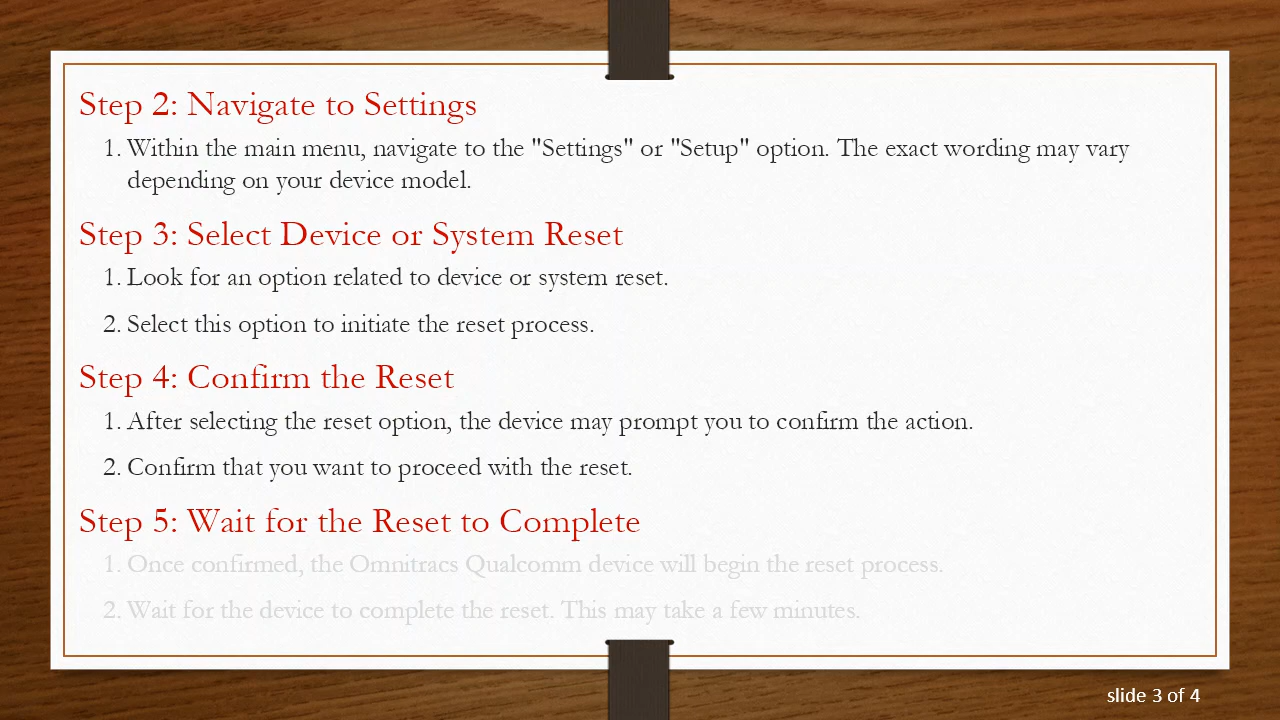 Step 2: Navigate to Settings
1. Within the main menu, navigate to the "Settings" or "Setup" option. The exact wording may vary
depending on your device model.
Step 3: Select Device or System Reset
1. Look for an option related to device or system reset.
2. Select this option to initiate the reset process.
Step 4: Confirm the Reset
1. After selecting the reset option, the device may prompt you to confirm the action.
2. Confirm that you want to proceed with the reset.
Step 5: Wait for the Reset to Complete
1. Once confirmed, the Omnitracs Qualcomm device will begin the reset process.
2. Wait for the device to complete the reset. This may take a few minutes.
slide 3 of 4